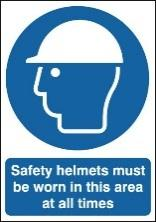 Safety helmets must
be worn in this area
at all times